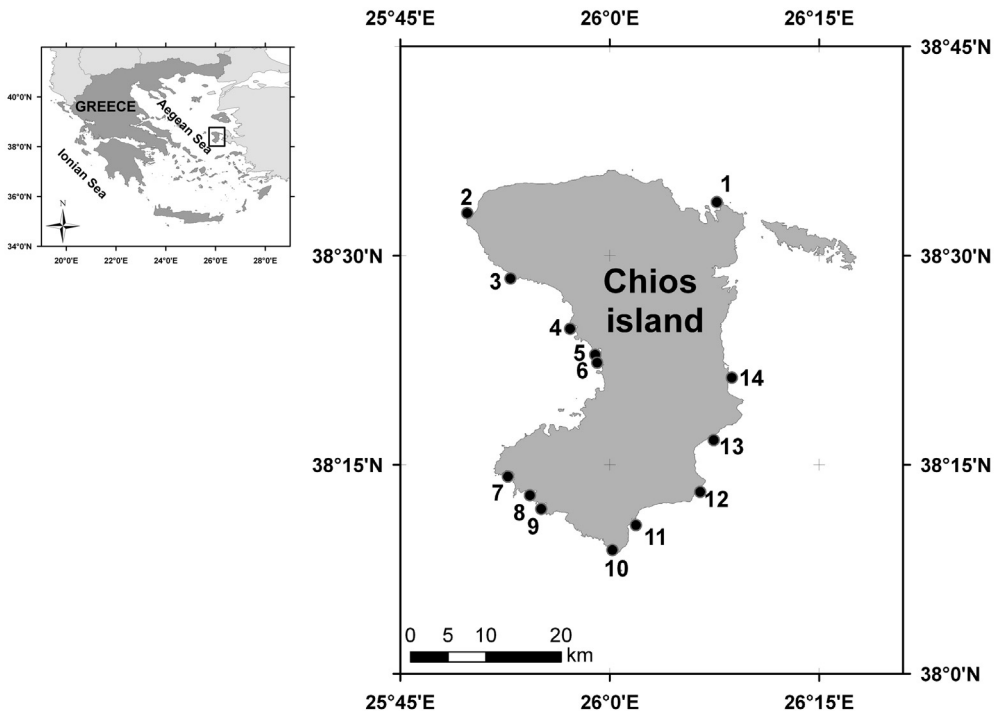 25°45'E 26°0'E 26°15'E
40°0'N
38°0'N
36°0'N
34°0'N
GREECE
Aegean Sea
Ionian Sea
N
20°0'E 22°0'E 24°0'E 26°0'E 28°0'E
38°45'N
38°30'N
38°15'N
38°45'N
38°30'N
38°15'N
38°0'N
Chios
island
1
2
3
4
5
6
7
8
9
10
11
12
13
14
0 5 10 20
km
25°45'E 26°0'E 26°15'E